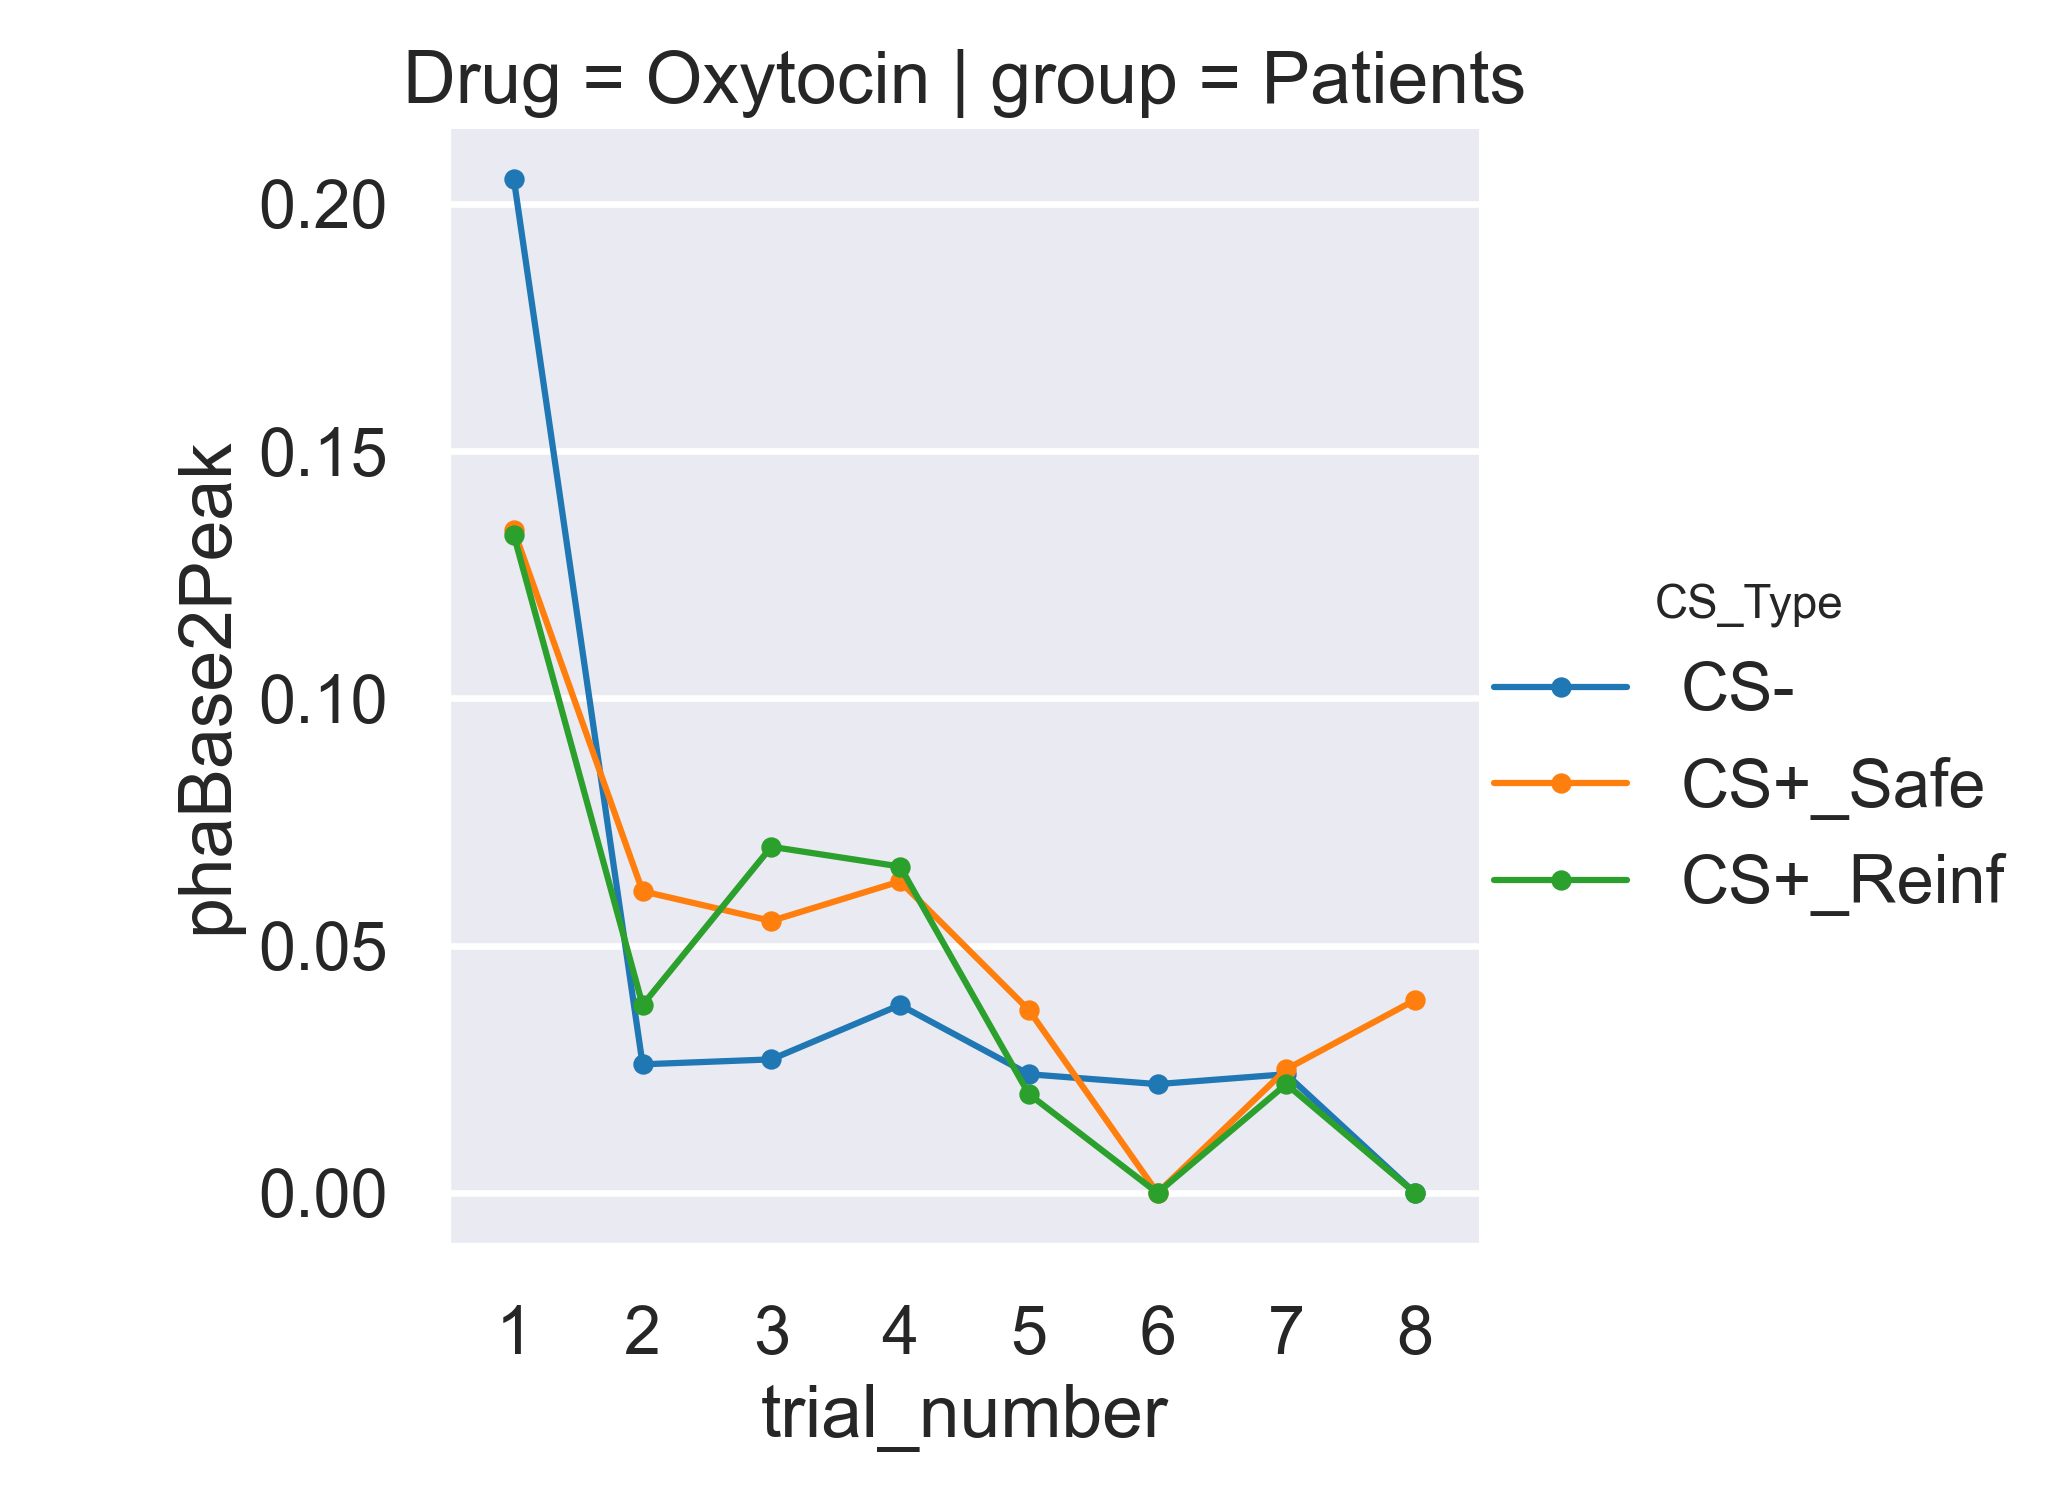 Drug = Oxytocin | group = Patients
0.20
0.15
0.10
0.05
0.00
phaBase2Peak
1 2 3 4 5 6 7 8
trial_number
CS_Type
CS-
CS+_Safe
CS+_Reinf